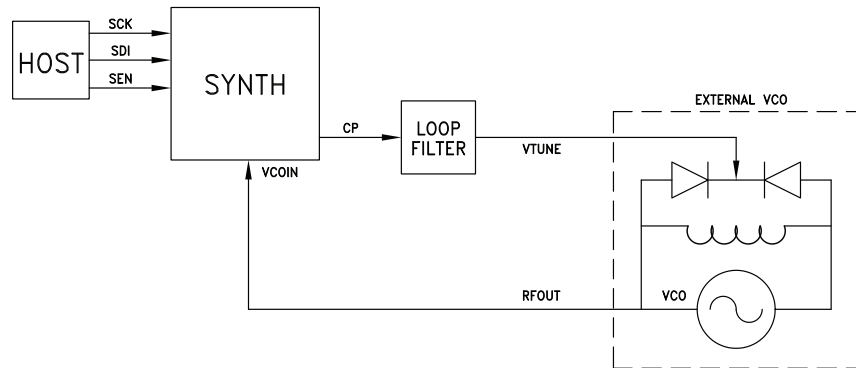 SCK
SDI
SEN
HOST
SYNTH
CP
LOOP
FILTER
VTUNE
EXTERNAL VCO
VCOIN
RFOUT
VCO